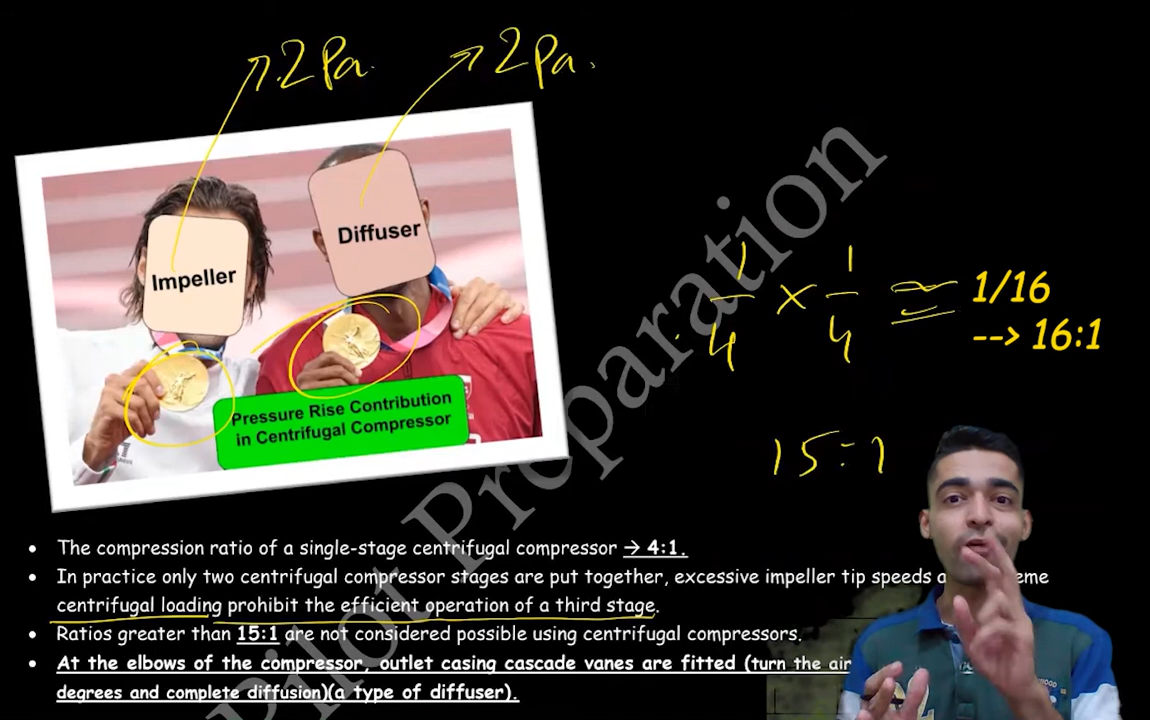 2 Pa.
2 Pa.
Impeller
Diffuser
Pressure Rise Contribution
in Centrifugal Compressor
1/4 × 1/4 ≅ 1/16
--> 16:1
15:1
Pilot Preparation
• The compression ratio of a single-stage centrifugal compressor → 4:1.
• In practice only two centrifugal compressor stages are put together, excessive impeller tip speeds
centrifugal loading prohibit the efficient operation of a third stage.
• Ratios greater than 15:1 are not considered possible using centrifugal compressors.
• At the elbows of the compressor, outlet casing cascade vanes are fitted (turn the air
degrees and complete diffusion)(a type of diffuser).